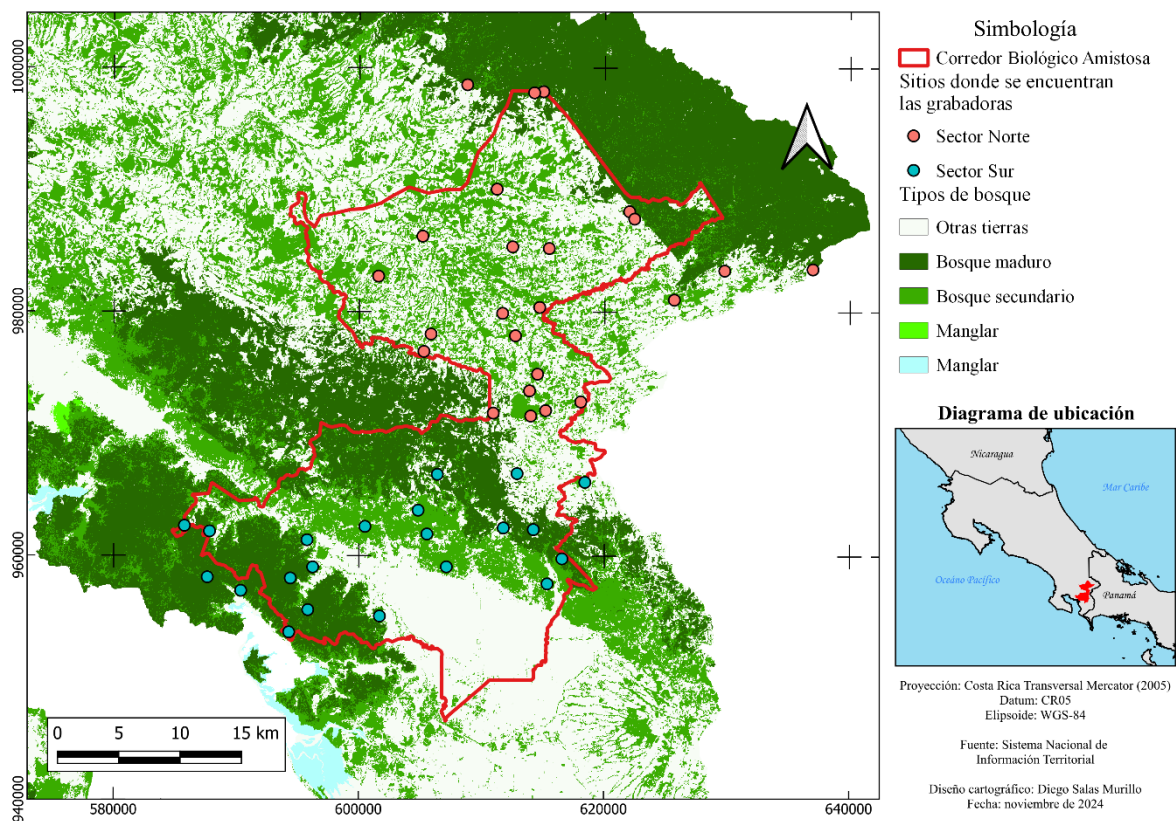 1000000
980000
960000
940000
580000
600000
620000
640000
0 5 10 15 km
Simbología
Corredor Biológico Amistosa
Sitios donde se encuentran
las grabadoras
Sector Norte
Sector Sur
Tipos de bosque
Otras tierras
Bosque maduro
Bosque secundario
Manglar
Manglar
Diagrama de ubicación
Nicaragua
Mar Caribe
Océano Pacífico
Panamá
Proyección: Costa Rica Transversal Mercator (2005)
Datum: CR05
Elipsoide: WGS-84
Fuente: Sistema Nacional de
Información Territorial
Diseño cartográfico: Diego Salas Murillo
Fecha: noviembre de 2024